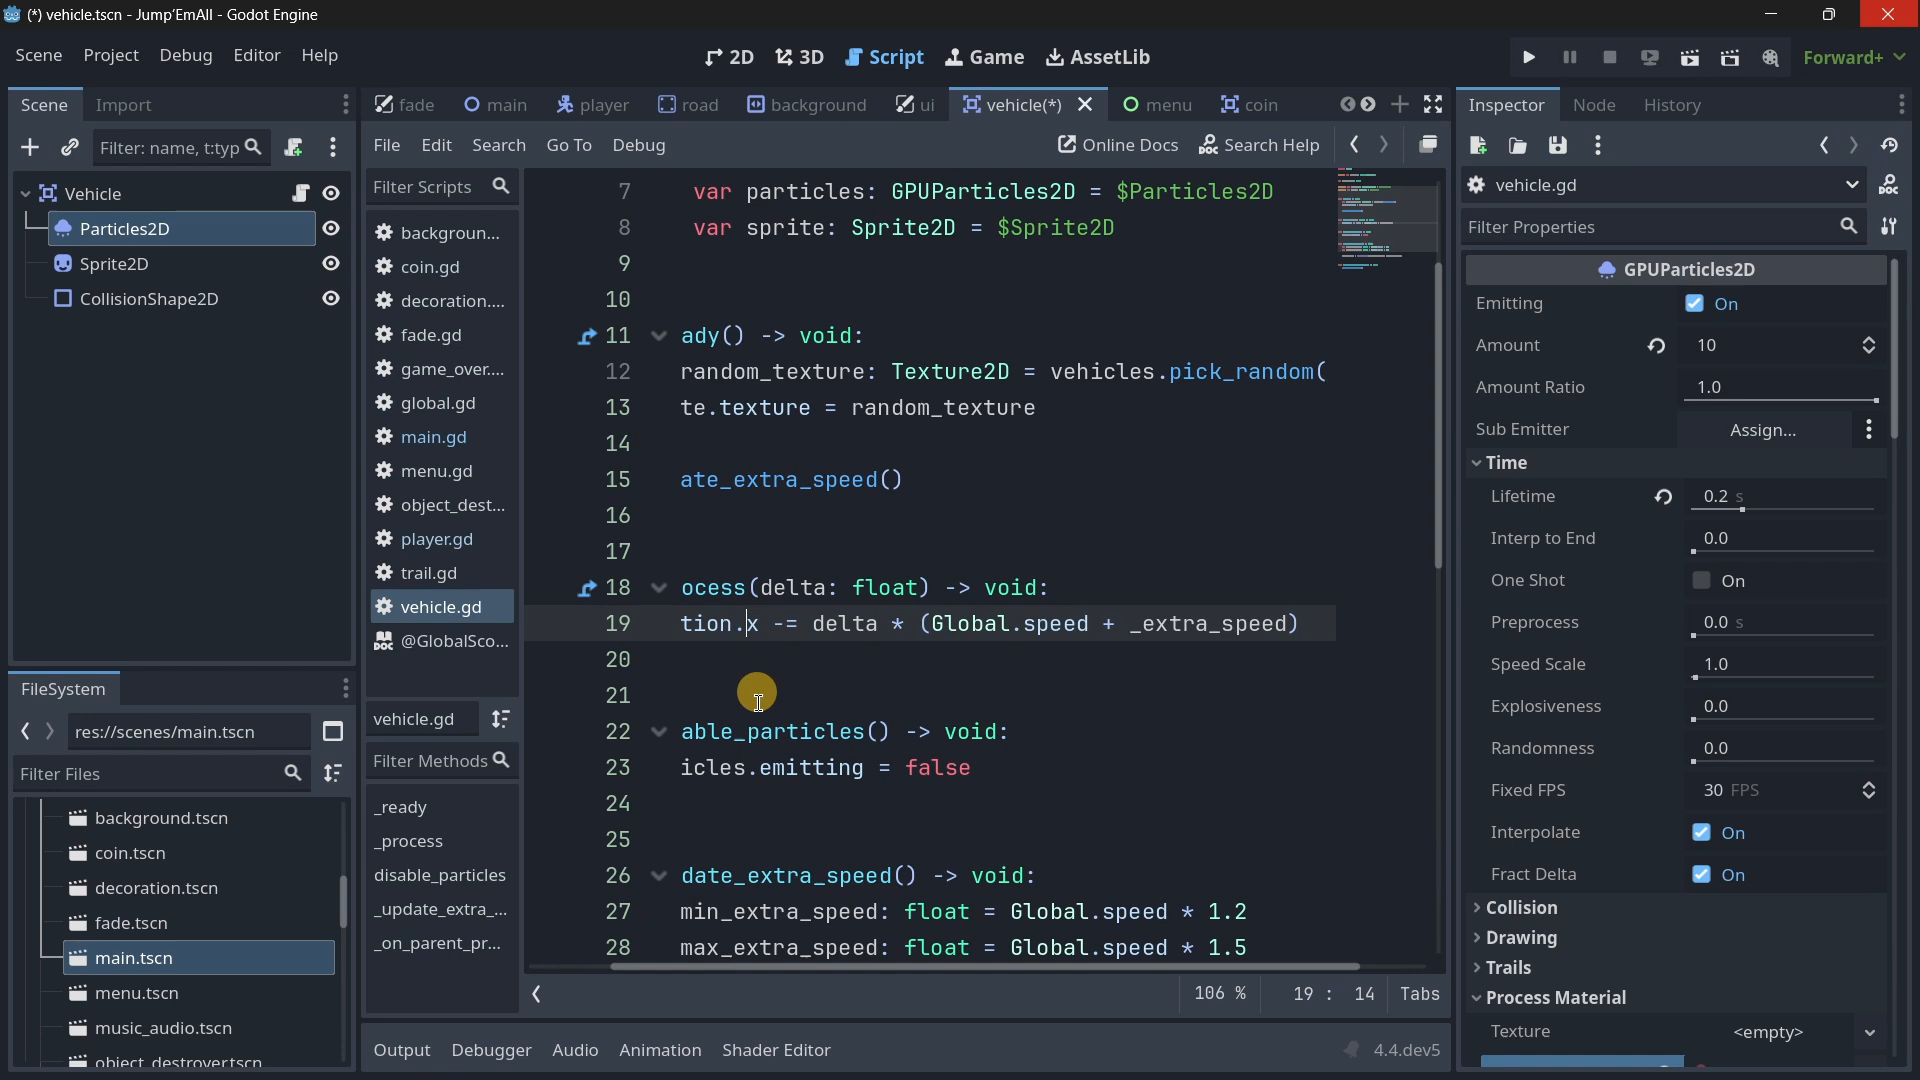 (*) vehicle.tscn - Jump'EmAll - Godot Engine
Scene Project Debug Editor Help
2D 3D Script Game AssetLib
Forward+
Scene Import
Filter: name, t:typ
Vehicle
Particles2D
Sprite2D
CollisionShape2D
FileSystem
res://scenes/main.tscn
Filter Files
background.tscn
coin.tscn
decoration.tscn
fade.tscn
main.tscn
menu.tscn
music_audio.tscn
object_destroyer.tscn
fade main player road background ui vehicle(*) menu coin
File Edit Search Go To Debug
Online Docs Search Help
Filter Scripts
backgroun...
coin.gd
decoration....
fade.gd
game_over....
global.gd
main.gd
menu.gd
object_dest...
player.gd
trail.gd
vehicle.gd
@GlobalSco...
vehicle.gd
Filter Methods
_ready
_process
disable_particles
_update_extra_...
_on_parent_pr...
7 var particles: GPUParticles2D = $Particles2D
8 var sprite: Sprite2D = $Sprite2D
9
10
11 ady() -> void:
12 random_texture: Texture2D = vehicles.pick_random(
13 te.texture = random_texture
14
15 ate_extra_speed()
16
17
18 ocess(delta: float) -> void:
19 tion.x -= delta * (Global.speed + _extra_speed)
20
21
22 able_particles() -> void:
23 icles.emitting = false
24
25
26 date_extra_speed() -> void:
27 min_extra_speed: float = Global.speed * 1.2
28 max_extra_speed: float = Global.speed * 1.5
106 % 19 : 14 Tabs
Output Debugger Audio Animation Shader Editor
4.4.dev5
Inspector Node History
vehicle.gd
Filter Properties
GPUParticles2D
Emitting On
Amount 10
Amount Ratio 1.0
Sub Emitter Assign...
Time
Lifetime 0.2 s
Interp to End 0.0
One Shot On
Preprocess 0.0 s
Speed Scale 1.0
Explosiveness 0.0
Randomness 0.0
Fixed FPS 30 FPS
Interpolate On
Fract Delta On
Collision
Drawing
Trails
Process Material
Texture <empty>